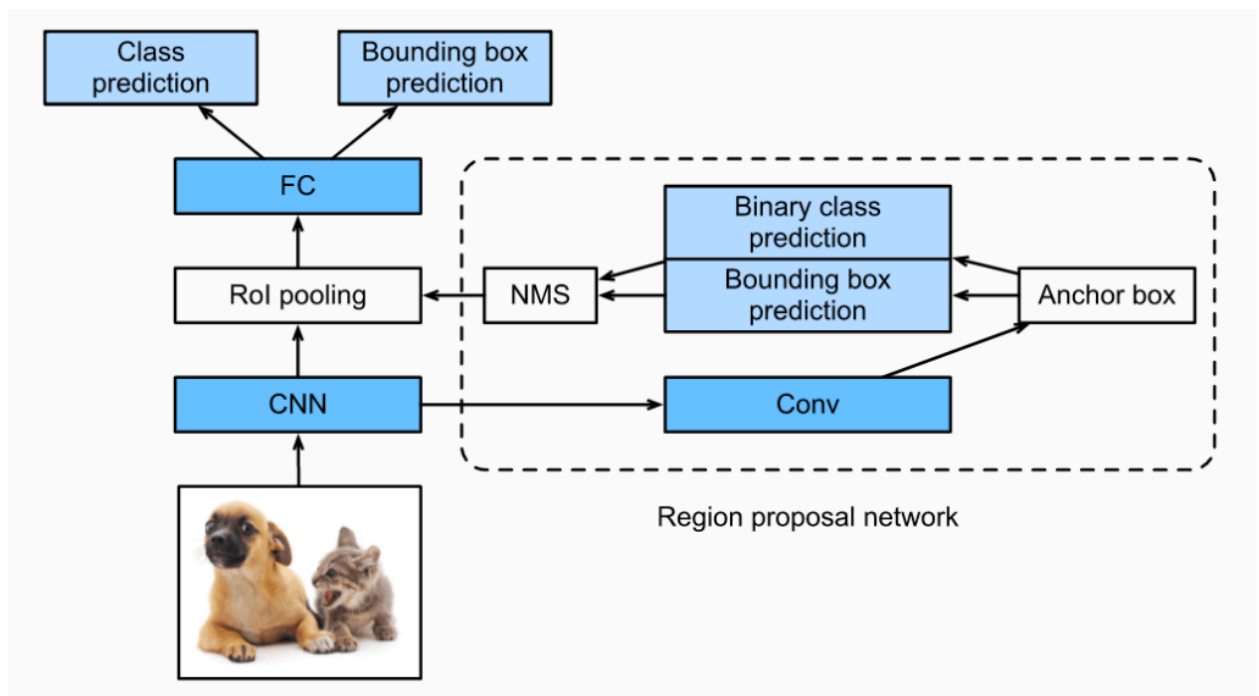 Class
prediction
Bounding box
prediction
FC
Binary class
prediction
RoI pooling
NMS
Bounding box
prediction
Anchor box
CNN
Conv
Region proposal network